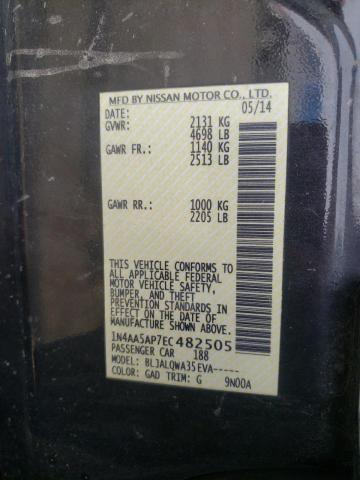 MFD BY NISSAN MOTOR CO., LTD.
DATE: 05/14
GVWR: 2131 KG
4698 LB
GAWR FR.: 1140 KG
2513 LB
GAWR RR.: 1000 KG
2205 LB
THIS VEHICLE CONFORMS TO
ALL APPLICABLE FEDERAL
MOTOR VEHICLE SAFETY,
BUMPER, AND THEFT
PREVENTION STANDARDS IN
EFFECT ON THE DATE OF
MANUFACTURE SHOWN ABOVE.
1N4AA5AP7EC482505
PASSENGER CAR 188
MODEL: BLJALQWA35EVA-----
COLOR: GAD TRIM: G 9N00A